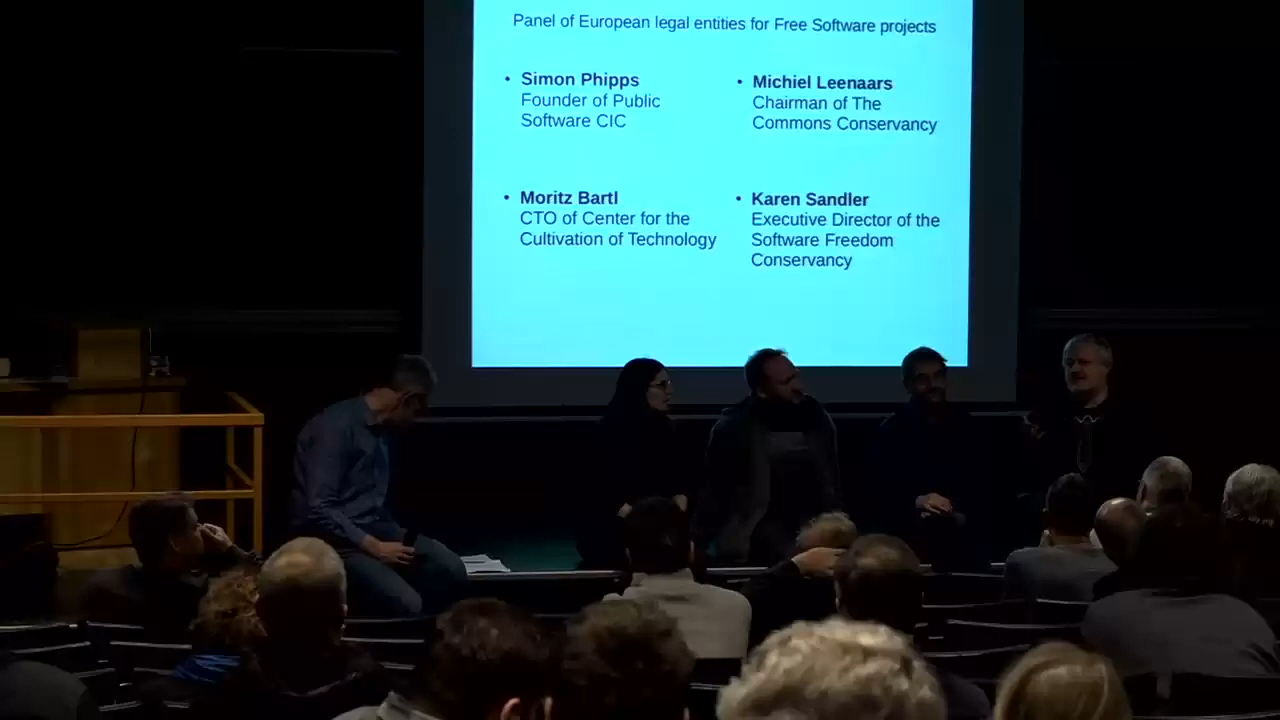 Panel of European legal entities for Free Software projects
• Simon Phipps
Founder of Public
Software CIC
• Michiel Leenaars
Chairman of The
Commons Conservancy
• Moritz Bartl
CTO of Center for the
Cultivation of Technology
• Karen Sandler
Executive Director of the
Software Freedom
Conservancy